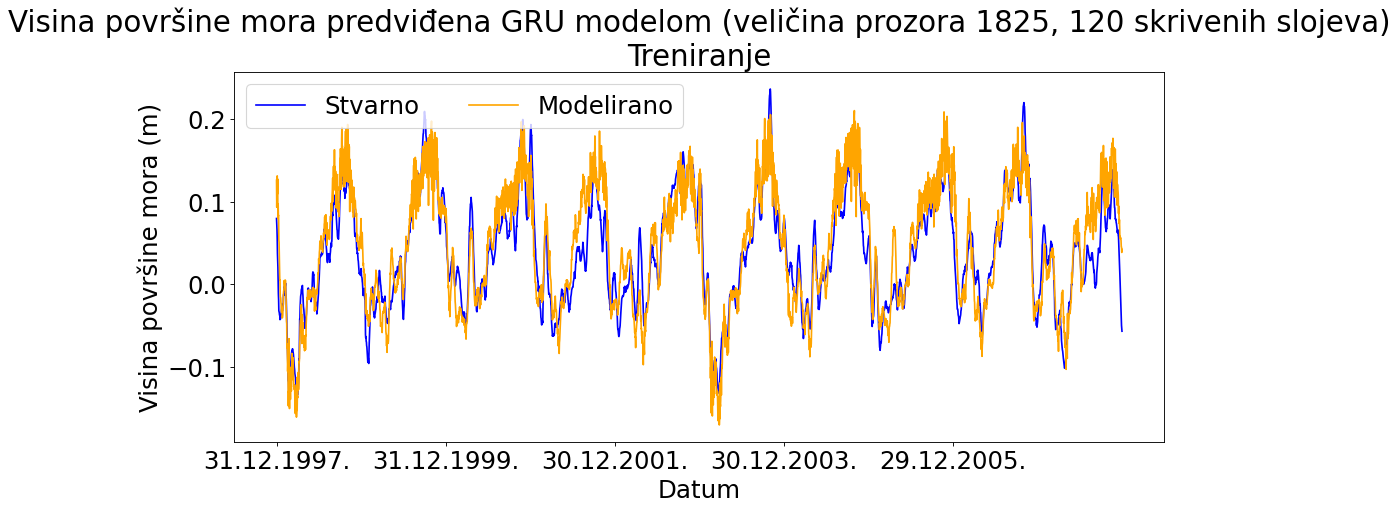 Visina površine mora predviđena GRU modelom (veličina prozora 1825, 120 skrivenih slojeva)
Treniranje
Stvarno
Modelirano
Visina površine mora (m)
0.2
0.1
0.0
−0.1
31.12.1997.
31.12.1999.
30.12.2001.
30.12.2003.
29.12.2005.
Datum